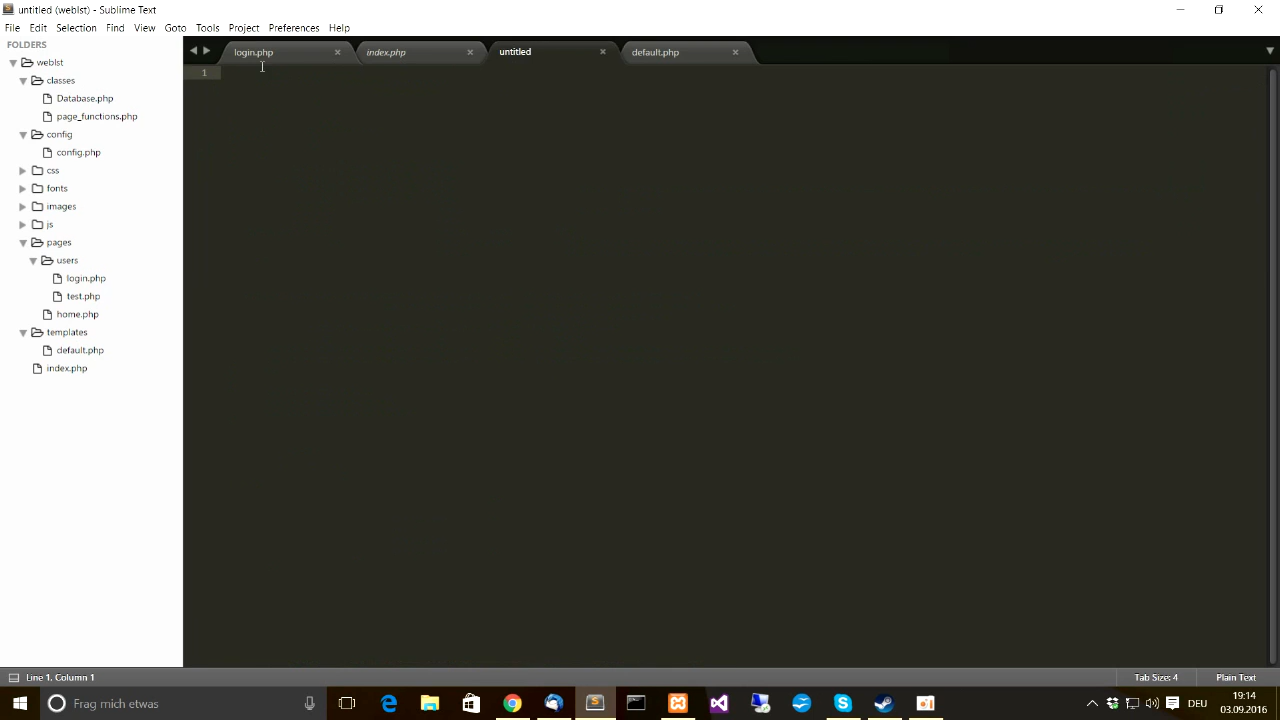 untitled (weblst) - Sublime Text
File Edit Selection Find View Goto Tools Project Preferences Help
FOLDERS
weblst
classes
Database.php
page_functions.php
config
config.php
css
fonts
images
js
pages
users
login.php
test.php
home.php
templates
default.php
index.php
login.php index.php untitled default.php
1
Line 1, Column 1 Tab Size: 4 Plain Text
Frag mich etwas DEU 19:14
03.09.2016